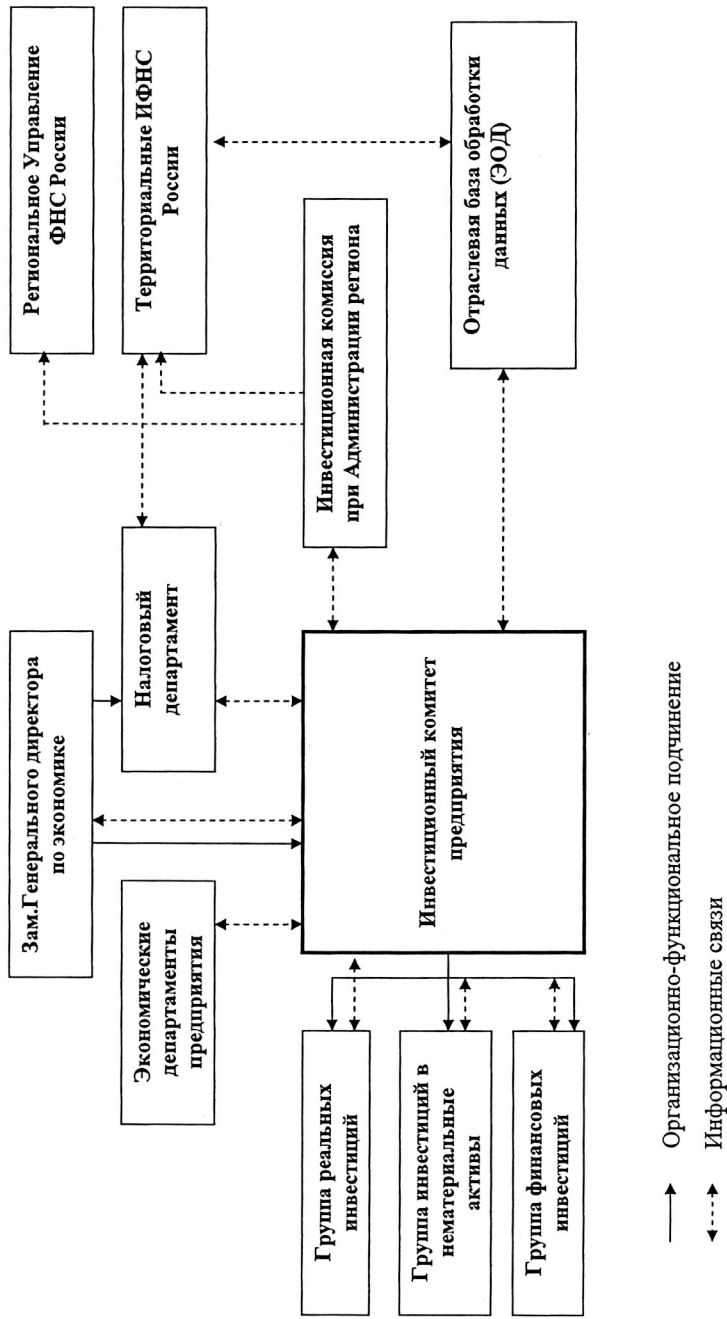 Региональное Управление
ФНС России
Территориальные ИФНС
России
Отраслевая база обработки
данных (ЭОД)
Инвестиционная комиссия
при Администрации региона
Зам.Генерального директора
по экономике
Налоговый
департамент
Экономические
департаменты
предприятия
Инвестиционный комитет
предприятия
Группа реальных
инвестиций
Группа инвестиций в
нематериальные
активы
Группа финансовых
инвестиций
Организационно-функциональное подчинение
Информационные связи